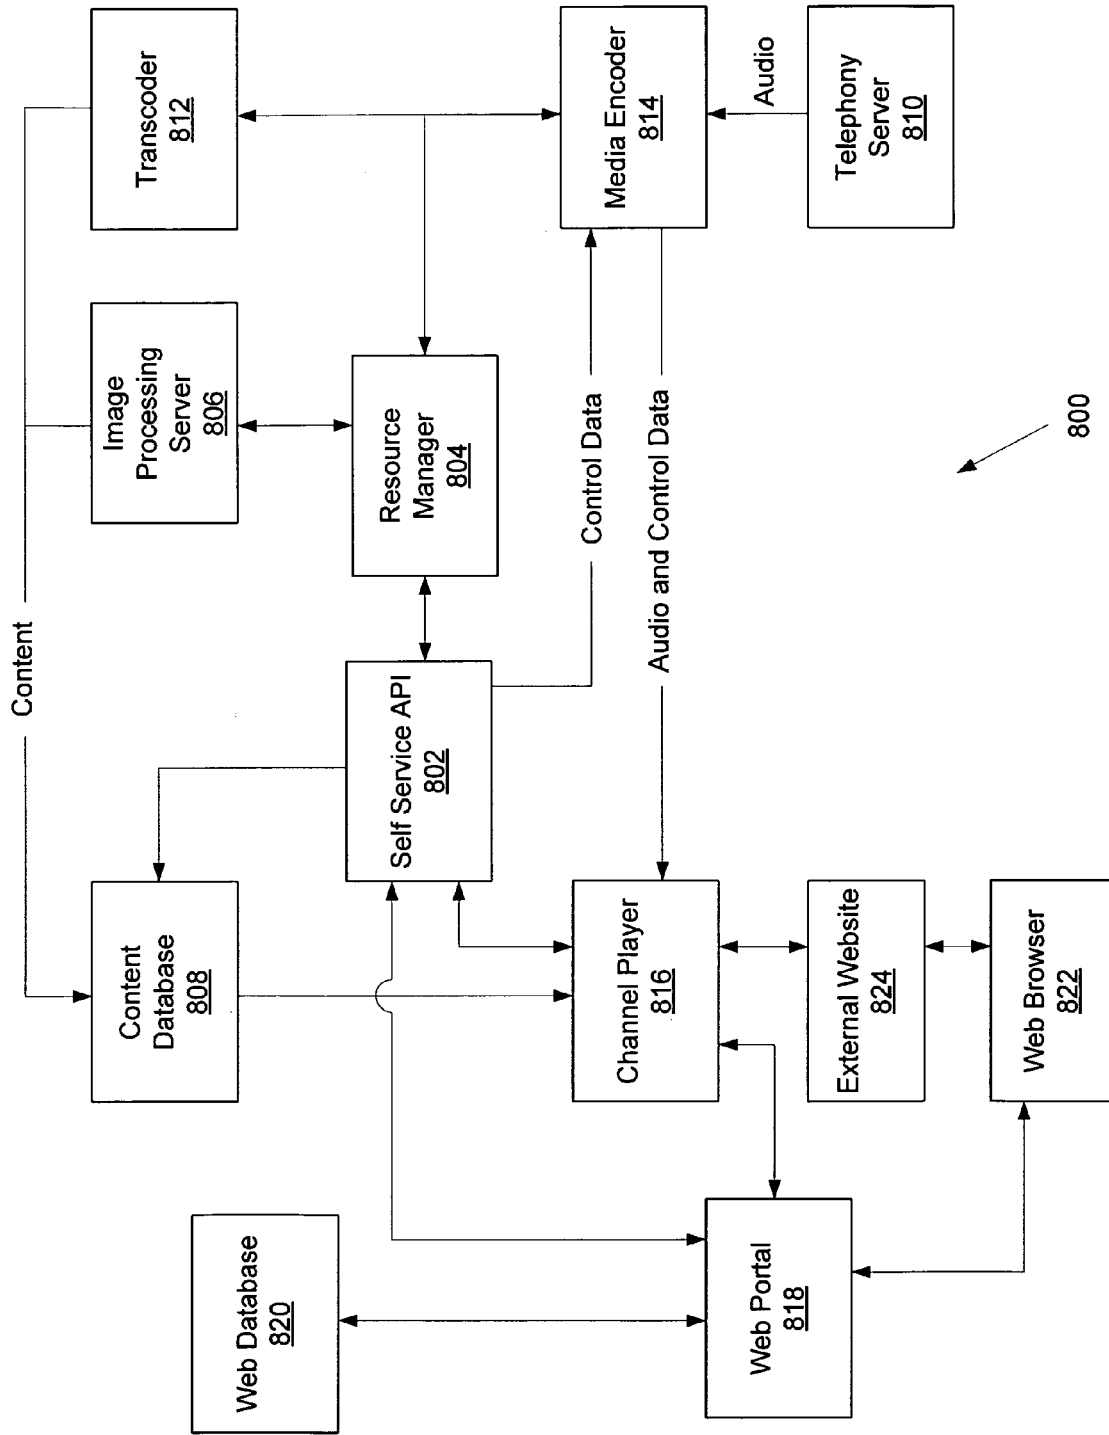 Content
Web Database
820
Content
Database
808
Image
Processing
Server
806
Transcoder
812
Self Service API
802
Resource
Manager
804
Control Data
Web Portal
818
Channel Player
816
Audio and Control Data
Media Encoder
814
Audio
External Website
824
Telephony
Server
810
Web Browser
822
800